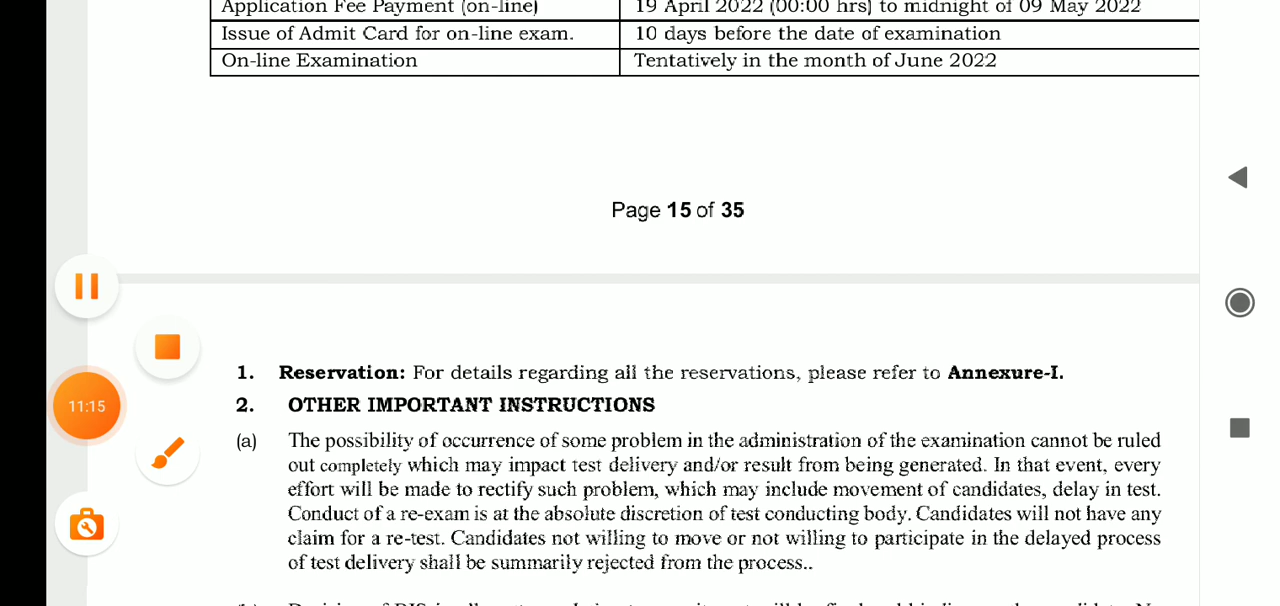 Application Fee Payment (on-line) 19 April 2022 (00:00 hrs) to midnight of 09 May 2022
Issue of Admit Card for on-line exam. 10 days before the date of examination
On-line Examination Tentatively in the month of June 2022
Page 15 of 35
1. Reservation: For details regarding all the reservations, please refer to Annexure-I.
2. OTHER IMPORTANT INSTRUCTIONS
(a) The possibility of occurrence of some problem in the administration of the examination cannot be ruled
out completely which may impact test delivery and/or result from being generated. In that event, every
effort will be made to rectify such problem, which may include movement of candidates, delay in test.
Conduct of a re-exam is at the absolute discretion of test conducting body. Candidates will not have any
claim for a re-test. Candidates not willing to move or not willing to participate in the delayed process
of test delivery shall be summarily rejected from the process..
11:15